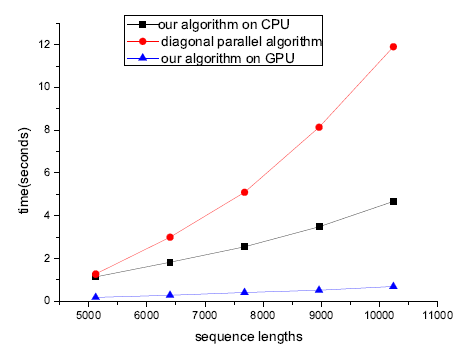 our algorithm on CPU
diagonal parallel algorithm
our algorithm on GPU
12
10
8
6
4
2
0
time(seconds)
5000 6000 7000 8000 9000 10000 11000
sequence lengths